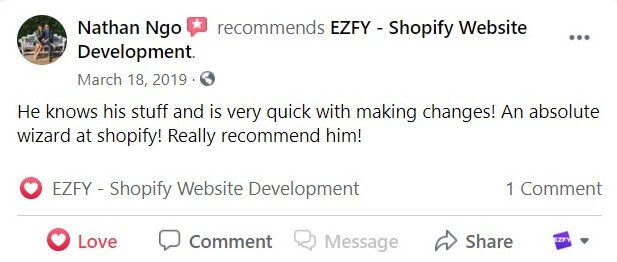 Nathan Ngo recommends EZFY - Shopify Website
Development.
March 18, 2019 ·
He knows his stuff and is very quick with making changes! An absolute
wizard at shopify! Really recommend him!
EZFY - Shopify Website Development 1 Comment
Love Comment Message Share EZFY